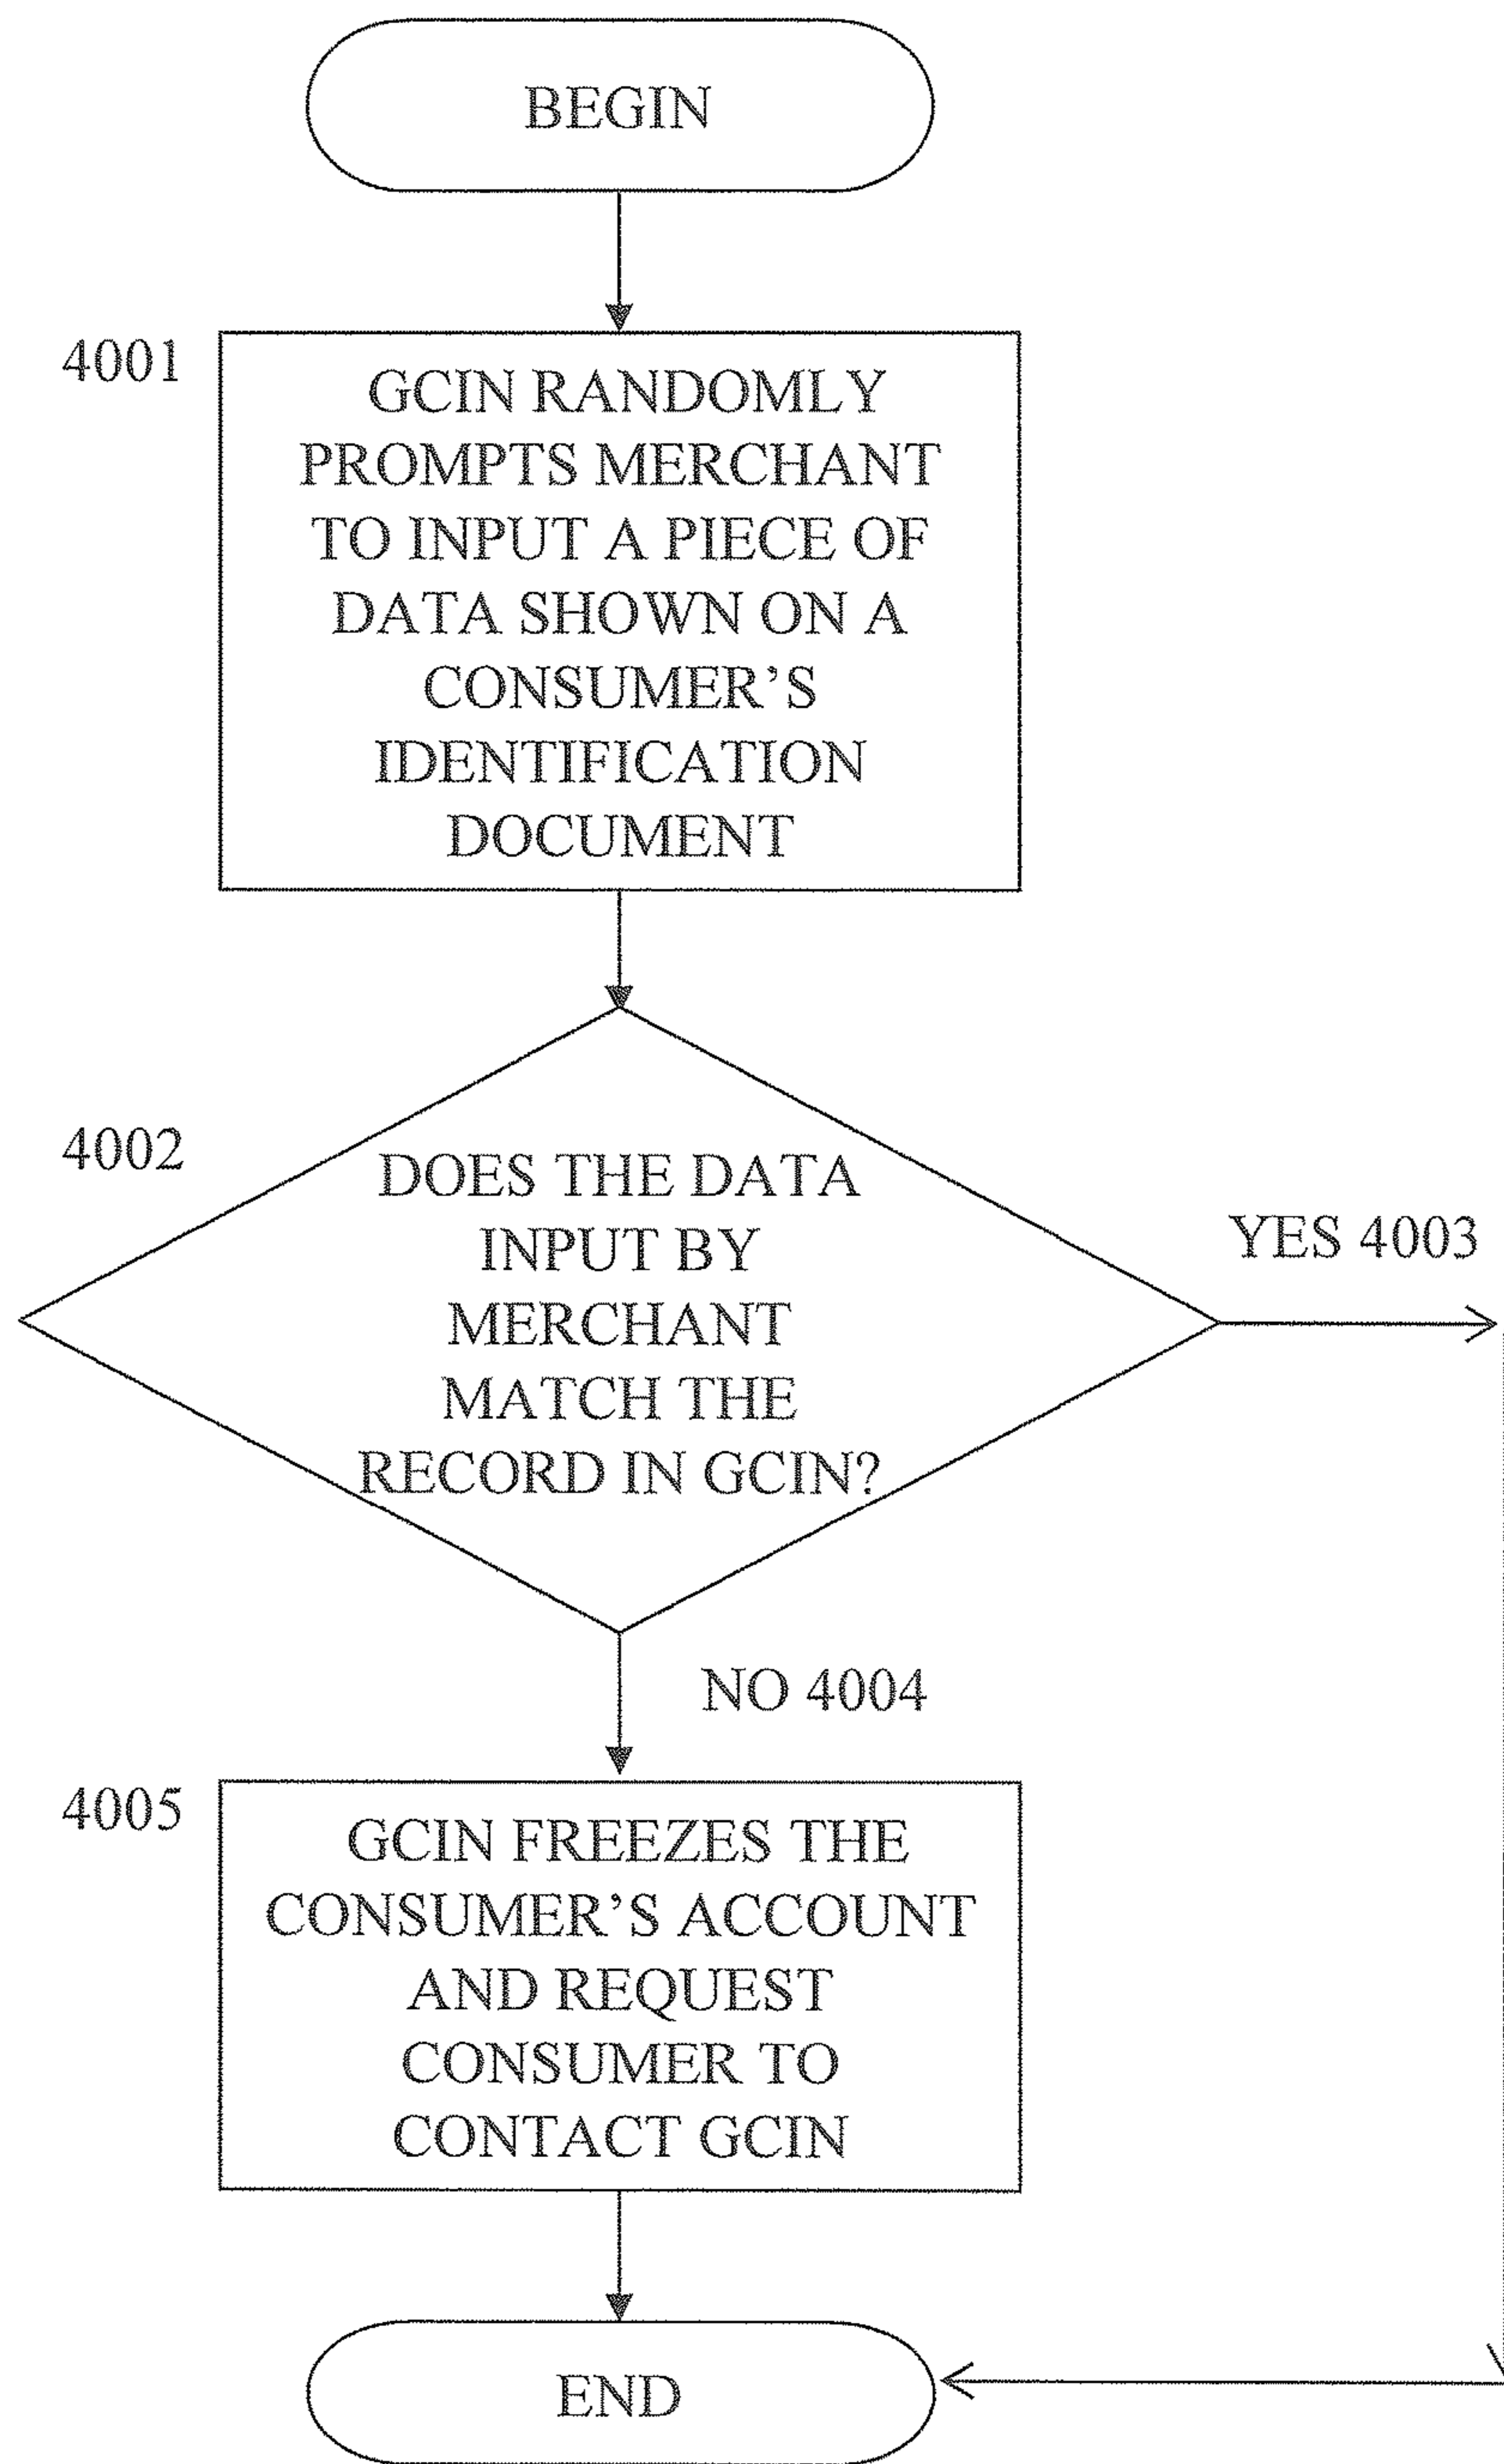 BEGIN
4001
GCIN RANDOMLY
PROMPTS MERCHANT
TO INPUT A PIECE OF
DATA SHOWN ON A
CONSUMER’S
IDENTIFICATION
DOCUMENT
4002
DOES THE DATA
INPUT BY
MERCHANT
MATCH THE
RECORD IN GCIN?
YES 4003
NO 4004
4005
GCIN FREEZES THE
CONSUMER’S ACCOUNT
AND REQUEST
CONSUMER TO
CONTACT GCIN
END